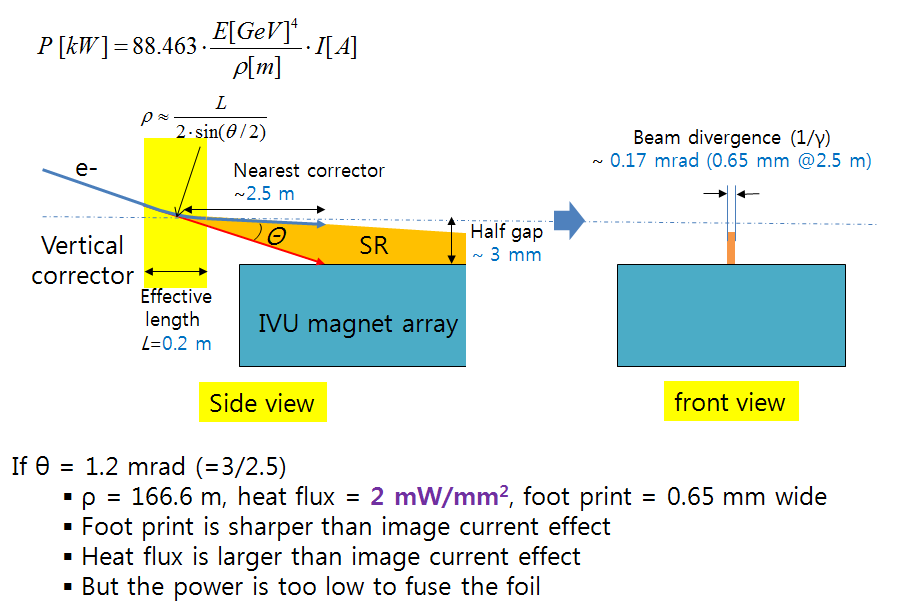 P [kW] = 88.463 · E[GeV]⁴ / ρ[m] · I[A]
ρ ≈ L / 2·sin(θ/2)
e-
Nearest corrector
~2.5 m
Vertical
corrector
Θ
SR
Half gap
~ 3 mm
Effective
length
L=0.2 m
IVU magnet array
Side view
Beam divergence (1/γ)
~ 0.17 mrad (0.65 mm @2.5 m)
front view
If θ = 1.2 mrad (=3/2.5)
▪ ρ = 166.6 m, heat flux = 2 mW/mm², foot print = 0.65 mm wide
▪ Foot print is sharper than image current effect
▪ Heat flux is larger than image current effect
▪ But the power is too low to fuse the foil